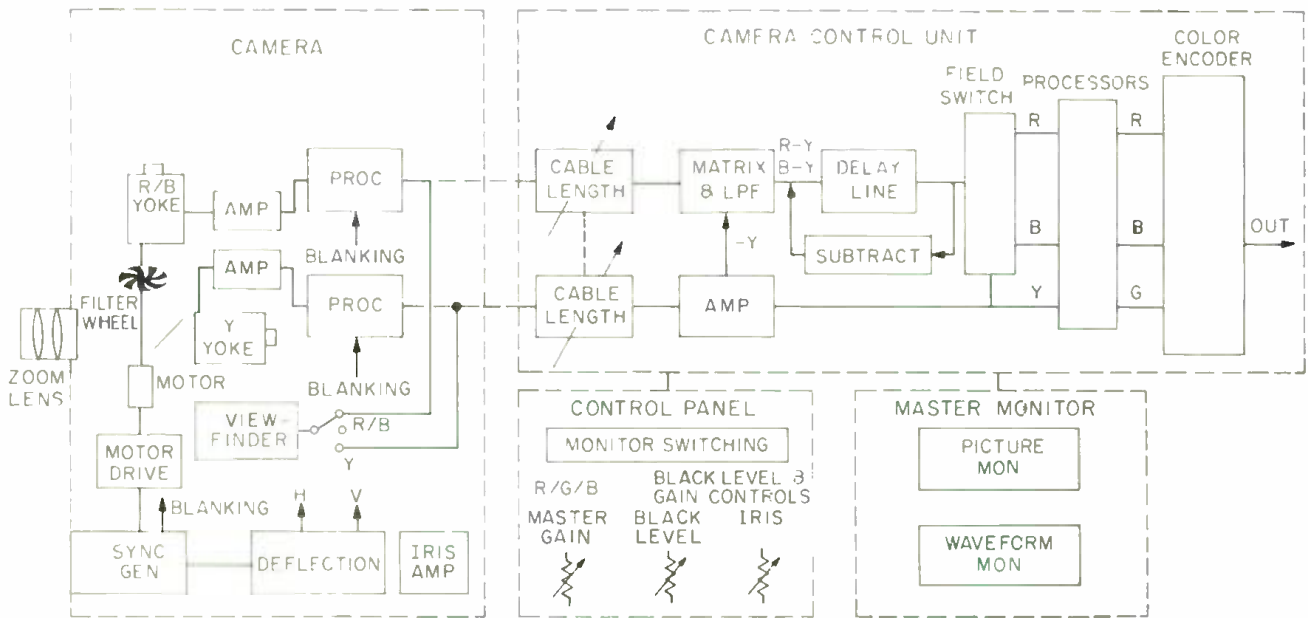 CAMERA
R/B
YOKE
AMP
PROC
BLANKING
AMP
PROC
BLANKING
FILTER
WHEEL
Y
YOKE
ZOOM
LENS
MOTOR
VIEW-
FINDER
R/B
Y
MOTOR
DRIVE
BLANKING
H
V
SYNC
GEN
DEFLECTION
IRIS
AMP
CAMERA CONTROL UNIT
CABLE
LENGTH
CABLE
LENGTH
MATRIX
& LPF
-Y
AMP
R-Y
B-Y
DELAY
LINE
SUBTRACT
FIELD
SWITCH
R
B
Y
PROCESSORS
R
B
G
COLOR
ENCODER
OUT
CONTROL PANEL
MONITOR SWITCHING
R/G/B
MASTER
GAIN
BLACK LEVEL &
GAIN CONTROLS
BLACK
LEVEL
IRIS
MASTER MONITOR
PICTURE
MON
WAVEFORM
MON